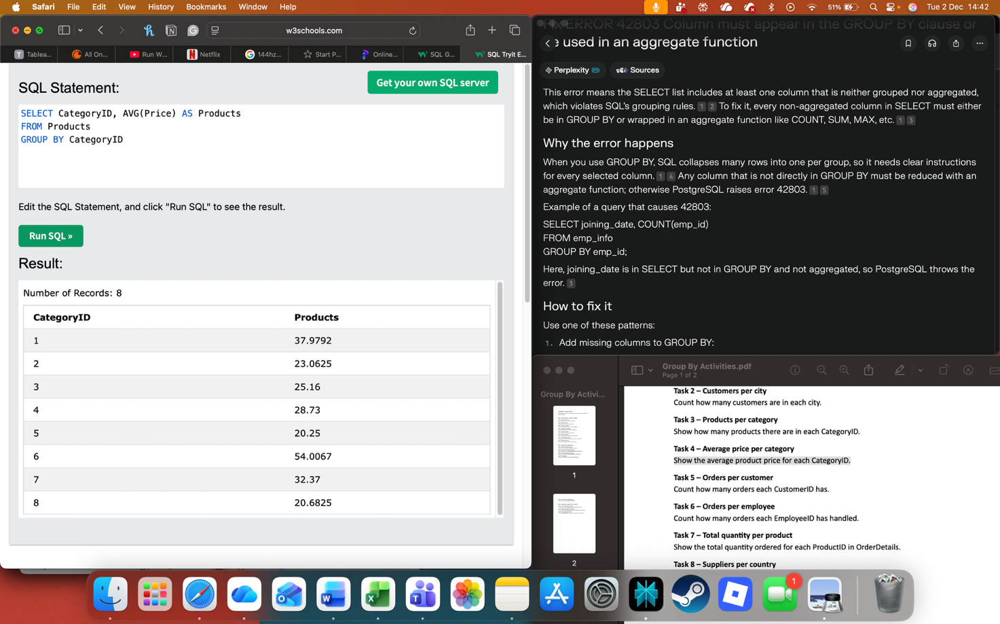 Safari File Edit View History Bookmarks Window Help 51% Tue 2 Dec 14:42
w3schools.com
Tablea... All On... Run W... Netflix 144hz... Start P... Online... SQL G... SQL Tryit E...
SQL Statement:
Get your own SQL server
SELECT CategoryID, AVG(Price) AS Products
FROM Products
GROUP BY CategoryID
Edit the SQL Statement, and click "Run SQL" to see the result.
Run SQL »
Result:
Number of Records: 8
CategoryID Products
1 37.9792
2 23.0625
3 25.16
4 28.73
5 20.25
6 54.0067
7 32.37
8 20.6825
Fix ERROR 42803 Column must appear in the GROUP BY clause or
e used in an aggregate function
Perplexity
Sources
This error means the SELECT list includes at least one column that is neither grouped nor aggregated,
which violates SQL's grouping rules. 1 2 To fix it, every non-aggregated column in SELECT must either
be in GROUP BY or wrapped in an aggregate function like COUNT, SUM, MAX, etc. 1 3
Why the error happens
When you use GROUP BY, SQL collapses many rows into one per group, so it needs clear instructions
for every selected column. 1 4 Any column that is not directly in GROUP BY must be reduced with an
aggregate function; otherwise PostgreSQL raises error 42803. 1 5
Example of a query that causes 42803:
SELECT joining_date, COUNT(emp_id)
FROM emp_info
GROUP BY emp_id;
Here, joining_date is in SELECT but not in GROUP BY and not aggregated, so PostgreSQL throws the
error. 3
How to fix it
Use one of these patterns:
1. Add missing columns to GROUP BY:
Group By Activities.pdf
Page 1 of 2
Group By Activi...
1
2
Task 2 – Customers per city
Count how many customers are in each city.
Task 3 – Products per category
Show how many products there are in each CategoryID.
Task 4 – Average price per category
Show the average product price for each CategoryID.
Task 5 – Orders per customer
Count how many orders each CustomerID has.
Task 6 – Orders per employee
Count how many orders each EmployeeID has handled.
Task 7 – Total quantity per product
Show the total quantity ordered for each ProductID in OrderDetails.
Task 8 – Suppliers per country
1